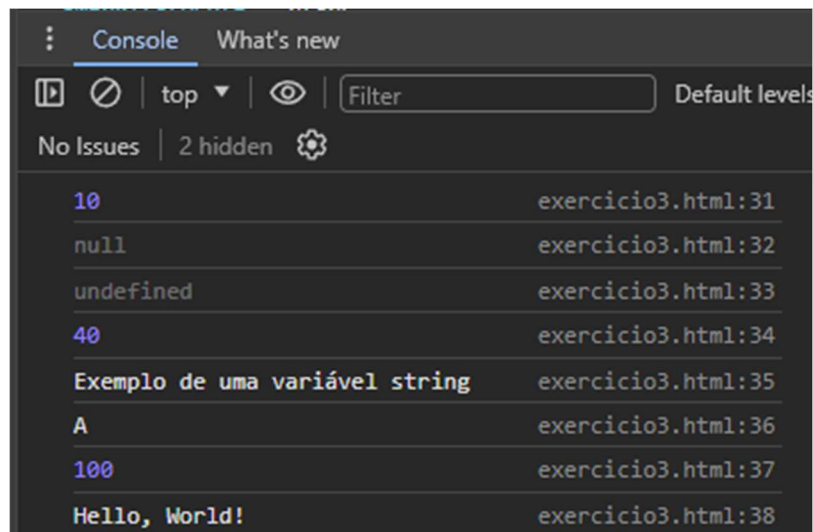 Console What's new
top Filter Default levels
No Issues 2 hidden
10 exercicio3.html:31
null exercicio3.html:32
undefined exercicio3.html:33
40 exercicio3.html:34
Exemplo de uma variável string exercicio3.html:35
A exercicio3.html:36
100 exercicio3.html:37
Hello, World! exercicio3.html:38